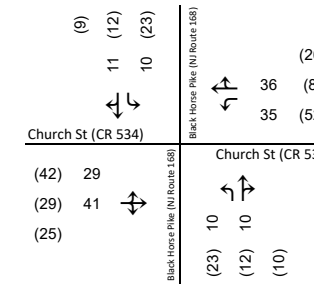 (9) (12) (23)
11 10
Black Horse Pike (NJ Route 168)
36
35
Church St (CR 534)
Church St (CR
(42) 29
(29) 41
(25)
Black Horse Pike (NJ Route 168)
10 10
(23) (12) (10)